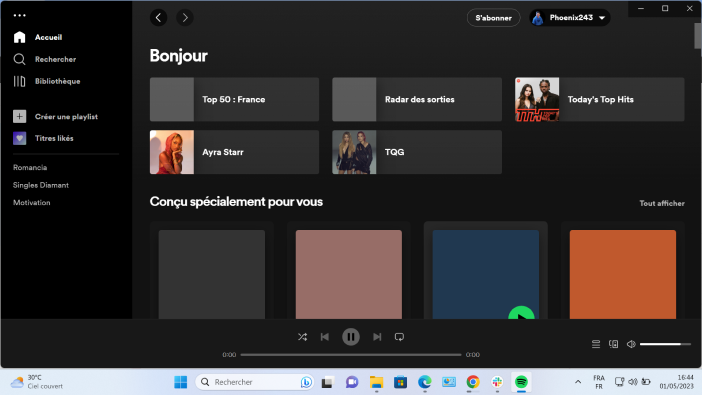 S'abonner
Phoenix243
Accueil
Rechercher
Bibliothèque
Créer une playlist
Titres likés
Romancia
Singles Diamant
Motivation
Bonjour
Top 50 : France
Radar des sorties
Today's Top Hits
Ayra Starr
TQG
Conçu spécialement pour vous
Tout afficher
0:00
0:00
30°C
Ciel couvert
Rechercher
FRA
FR
16:44
01/05/2023